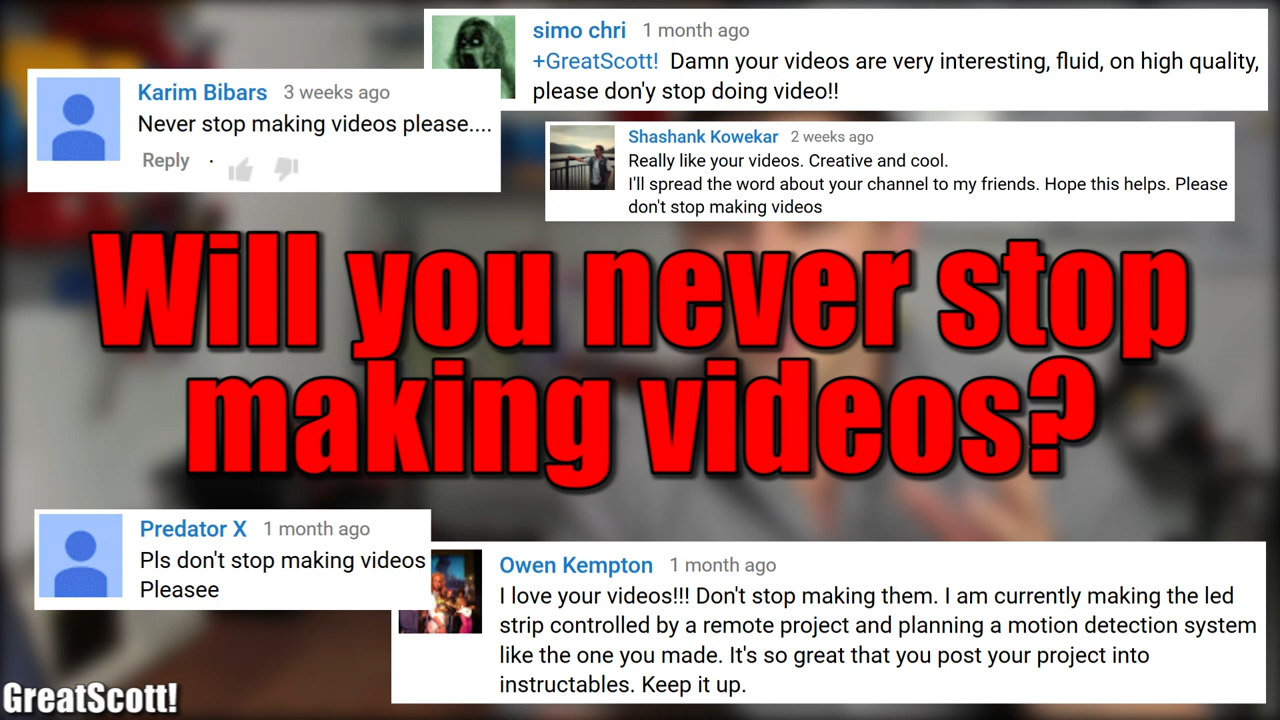 simo chri 1 month ago
+GreatScott! Damn your videos are very interesting, fluid, on high quality,
please don'y stop doing video!!
Karim Bibars 3 weeks ago
Never stop making videos please....
Reply ·
Shashank Kowekar 2 weeks ago
Really like your videos. Creative and cool.
I'll spread the word about your channel to my friends. Hope this helps. Please
don't stop making videos
Will you never stop
making videos?
Predator X 1 month ago
Pls don't stop making videos
Pleasee
Owen Kempton 1 month ago
I love your videos!!! Don't stop making them. I am currently making the led
strip controlled by a remote project and planning a motion detection system
like the one you made. It's so great that you post your project into
instructables. Keep it up.
GreatScott!